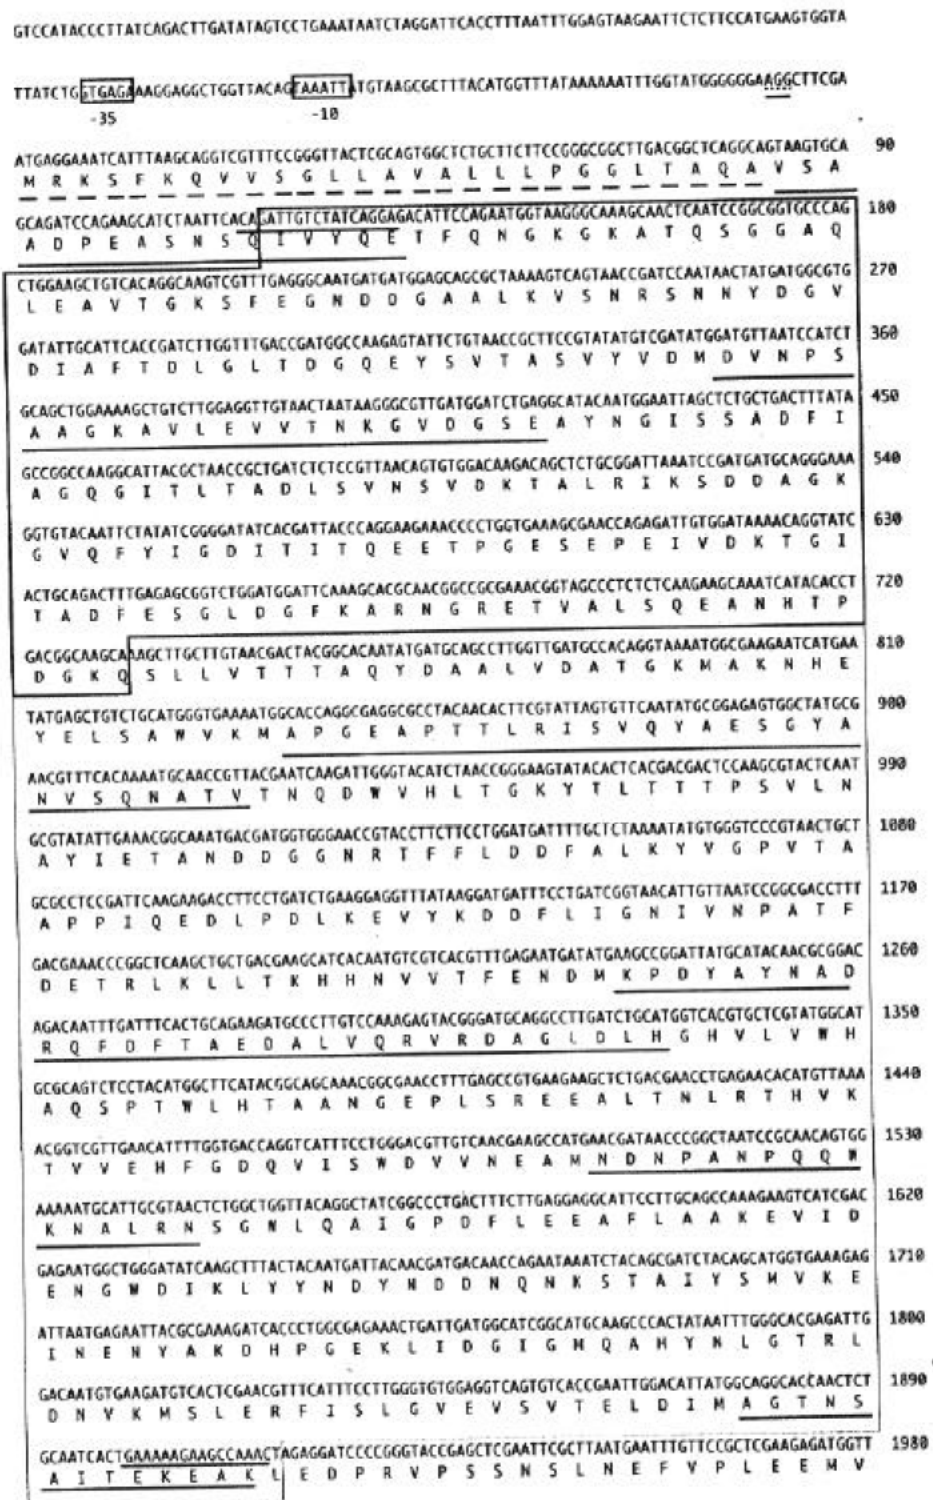 GTCCATACCCTTATCAGACTTGATATAGTCCTGAAATAATCTAGGATTCACCTTTAATTTGGAGTAAGAATTCTCTTCCATGAAGTGGTA
TTATCTGGTGAGAAAGGAGGCTGGTTACAGTAAATTATGTAAGCGCTTTACATGGTTTATAAAAAATTTGGTATGGGGGGAAGGCTTCGA
-35 -10
ATGAGGAAATCATTTAAGCAGGTCGTTTCCGGGTTACTCGCAGTGGCTCTGCTTCTTCCGGGCGGCTTGACGGCTCAGGCAGTAAGTGCA 90
M R K S F K Q V V S G L L A V A L L L P G G L T A Q A V S A
GCAGATCCAGAAGCATCTAATTCACAGATTGTCTATCAGGAGACATTCCAGAATGGTAAGGGCAAAGCAACTCAATCCGGCGGTGCCCAG 180
A D P E A S N S Q I V Y Q E T F Q N G K G K A T Q S G G A Q
CTGGAAGCTGTCACAGGCAAGTCGTTTGAGGGCAATGATGATGGAGCAGCGCTAAAAGTCAGTAACCGATCCAATAACTATGATGGCGTG 270
L E A V T G K S F E G N D D G A A L K V S N R S N N Y D G V
GATATTGCATTCACCGATCTTGGTTTGACCGATGGCCAAGAGTATTCTGTAACCGCTTCCGTATATGTCGATATGGATGTTAATCCATCT 360
D I A F T D L G L T D G Q E Y S V T A S V Y V D M D V N P S
GCAGCTGGAAAAGCTGTCTTGGAGGTTGTAACTAATAAGGGCGTTGATGGATCTGAGGCATACAATGGAATTAGCTCTGCTGACTTTATA 450
A A G K A V L E V V T N K G V D G S E A Y N G I S S A D F I
GCCGGCCAAGGCATTACGCTAACCGCTGATCTCTCCGTTAACAGTGTGGACAAGACAGCTCTGCGGATTAAATCCGATGATGCAGGGAAA 540
A G Q G I T L T A D L S V N S V D K T A L R I K S D D A G K
GGTGTACAATTCTATATCGGGGATATCACGATTACCCAGGAAGAAACCCCTGGTGAAAGCGAACCAGAGATTGTGGATAAAACAGGTATC 630
G V Q F Y I G D I T I T Q E E T P G E S E P E I V D K T G I
ACTGCAGACTTTGAGAGCGGTCTGGATGGATTCAAAGCACGCAACGGCCGCGAAACGGTAGCCCTCTCTCAAGAAGCAAATCATACACCT 720
T A D F E S G L D G F K A R N G R E T V A L S Q E A N H T P
GACGGCAAGCAAAGCTTGCTTGTAACGACTACGGCACAATATGATGCAGCCTTGGTTGATGCCACAGGTAAAATGGCGAAGAATCATGAA 810
D G K Q S L L V T T T A Q Y D A A L V D A T G K M A K N H E
TATGAGCTGTCTGCATGGGTGAAAATGGCACCAGGCGAGGCGCCTACAACACTTCGTATTAGTGTTCAATATGCGGAGAGTGGCTATGCG 900
Y E L S A W V K M A P G E A P T T L R I S V Q Y A E S G Y A
AACGTTTCACAAAATGCAACCGTTACGAATCAAGATTGGGTACATCTAACCGGGAAGTATACACTCACGACGACTCCAAGCGTACTCAAT 990
N V S Q N A T V T N Q D W V H L T G K Y T L T T T P S V L N
GCGTATATTGAAACGGCAAATGACGATGGTGGGAACCGTACCTTCTTCCTGGATGATTTTGCTCTAAAATATGTGGGTCCCGTAACTGCT 1080
A Y I E T A N D D G G N R T F F L D D F A L K Y V G P V T A
GCGCCTCCGATTCAAGAAGACCTTCCTGATCTGAAGGAGGTTTATAAGGATGATTTCCTGATCGGTAACATTGTTAATCCGGCGACCTTT 1170
A P P I Q E D L P D L K E V Y K D D F L I G N I V N P A T F
GACGAAACCCGGCTCAAGCTGCTGACGAAGCATCACAATGTCGTCACGTTTGAGAATGATATGAAGCCGGATTATGCATACAACGCGGAC 1260
D E T R L K L L T K H H N V V T F E N D M K P D Y A Y N A D
AGACAATTTGATTTCACTGCAGAAGATGCCCTTGTCCAAAGAGTACGGGATGCAGGCCTTGATCTGCATGGTCACGTGCTCGTATGGCAT 1350
R Q F D F T A E D A L V Q R V R D A G L D L H G H V L V W H
GCGCAGTCTCCTACATGGCTTCATACGGCAGCAAACGGCGAACCTTTGAGCCGTGAAGAAGCTCTGACGAACCTGAGAACACATGTTAAA 1440
A Q S P T W L H T A A N G E P L S R E E A L T N L R T H V K
ACGGTCGTTGAACATTTTGGTGACCAGGTCATTTCCTGGGACGTTGTCAACGAAGCCATGAACGATAACCCGGCTAATCCGCAACAGTGG 1530
T V V E H F G D Q V I S W D V V N E A M N D N P A N P Q Q W
AAAAATGCATTGCGTAACTCTGGCTGGTTACAGGCTATCGGCCCTGACTTTCTTGAGGAGGCATTCCTTGCAGCCAAAGAAGTCATCGAC 1620
K N A L R N S G W L Q A I G P D F L E E A F L A A K E V I D
GAGAATGGCTGGGATATCAAGCTTTACTACAATGATTACAACGATGACAACCAGAATAAATCTACAGCGATCTACAGCATGGTGAAAGAG 1710
E N G W D I K L Y Y N D Y N D D N Q N K S T A I Y S M V K E
ATTAATGAGAATTACGCGAAAGATCACCCTGGCGAGAAACTGATTGATGGCATCGGCATGCAAGCCCACTATAATTTGGGCACGAGATTG 1800
I N E N Y A K D H P G E K L I D G I G M Q A H Y N L G T R L
GACAATGTGAAGATGTCACTCGAACGTTTCATTTCCTTGGGTGTGGAGGTCAGTGTCACCGAATTGGACATTATGGCAGGCACCAACTCT 1890
D N V K M S L E R F I S L G V E V S V T E L D I M A G T N S
GCAATCACTGAAAAAGAAGCCAAACTAGAGGATCCCCCGGGTACCGAGCTCGAATTCGCTTAATGAATTTGTTCCGCTCGAAGAGATGGTT 1980
A I T E K E A K L E D P R V P S S N S L N E F V P L E E M V